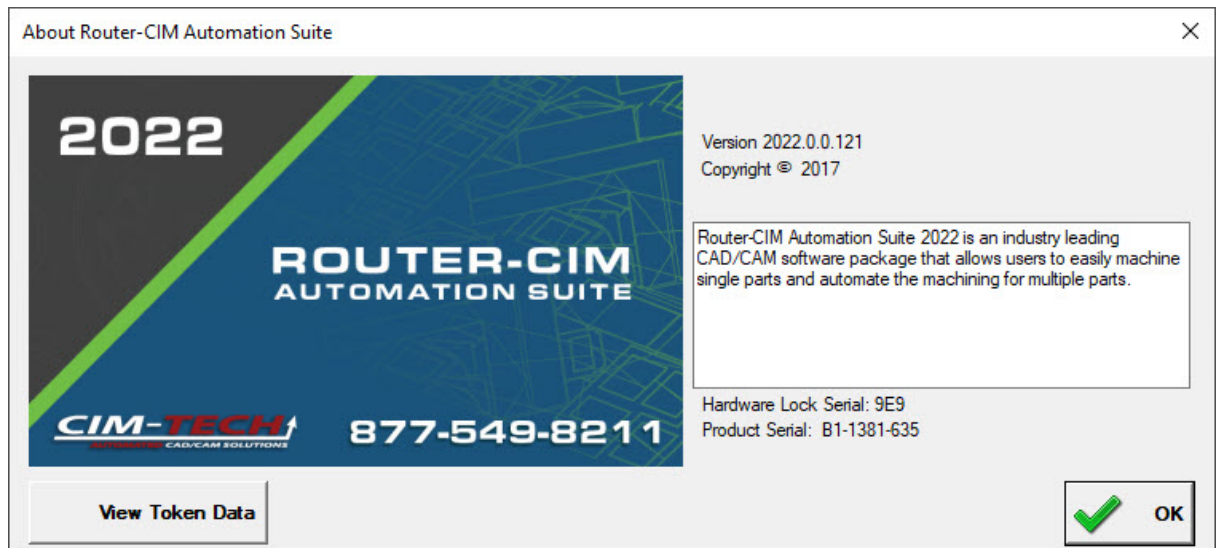 About Router-CIM Automation Suite
2022
ROUTER-CIM
AUTOMATION SUITE
CIM-TECH
CAD/CAM SOLUTIONS
877-549-8211
Version 2022.0.0.121
Copyright © 2017
Router-CIM Automation Suite 2022 is an industry leading
CAD/CAM software package that allows users to easily machine
single parts and automate the machining for multiple parts.
Hardware Lock Serial: 9E9
Product Serial: B1-1381-635
View Token Data
OK